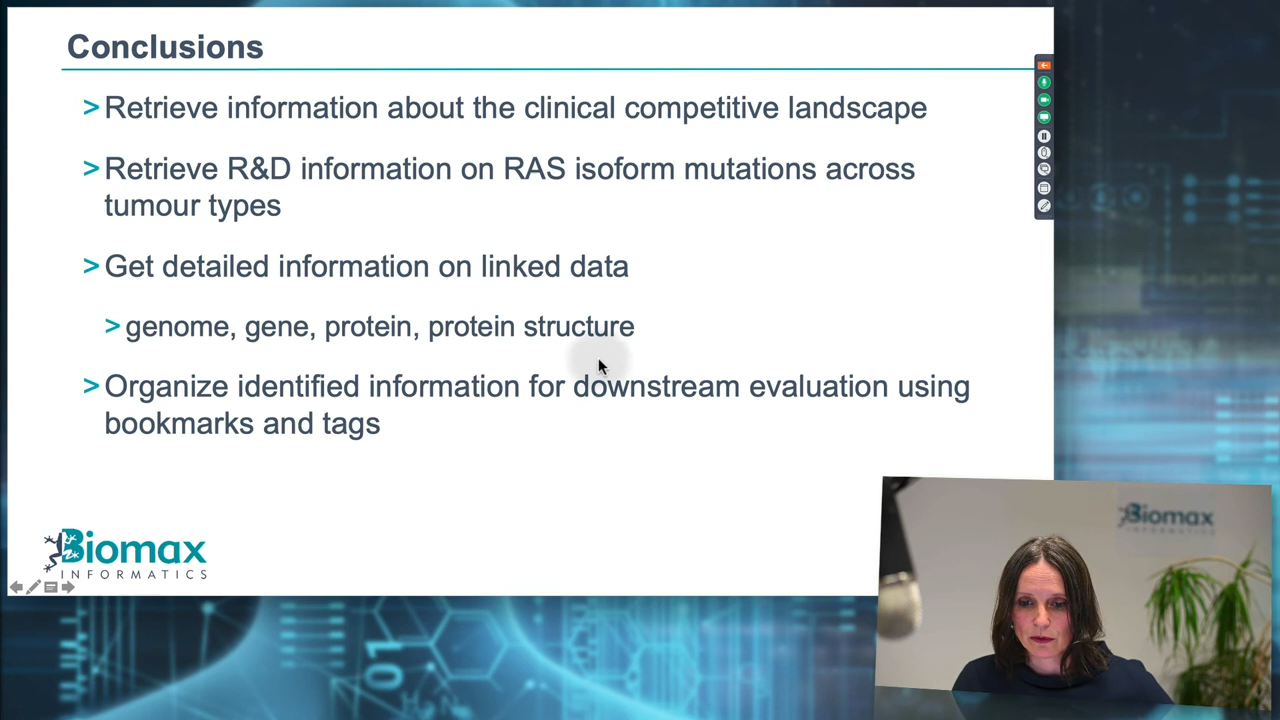 Conclusions
> Retrieve information about the clinical competitive landscape
> Retrieve R&D information on RAS isoform mutations across
tumour types
> Get detailed information on linked data
> genome, gene, protein, protein structure
> Organize identified information for downstream evaluation using
bookmarks and tags
Biomax
INFORMATICS
01
Biomax
INFORMATICS